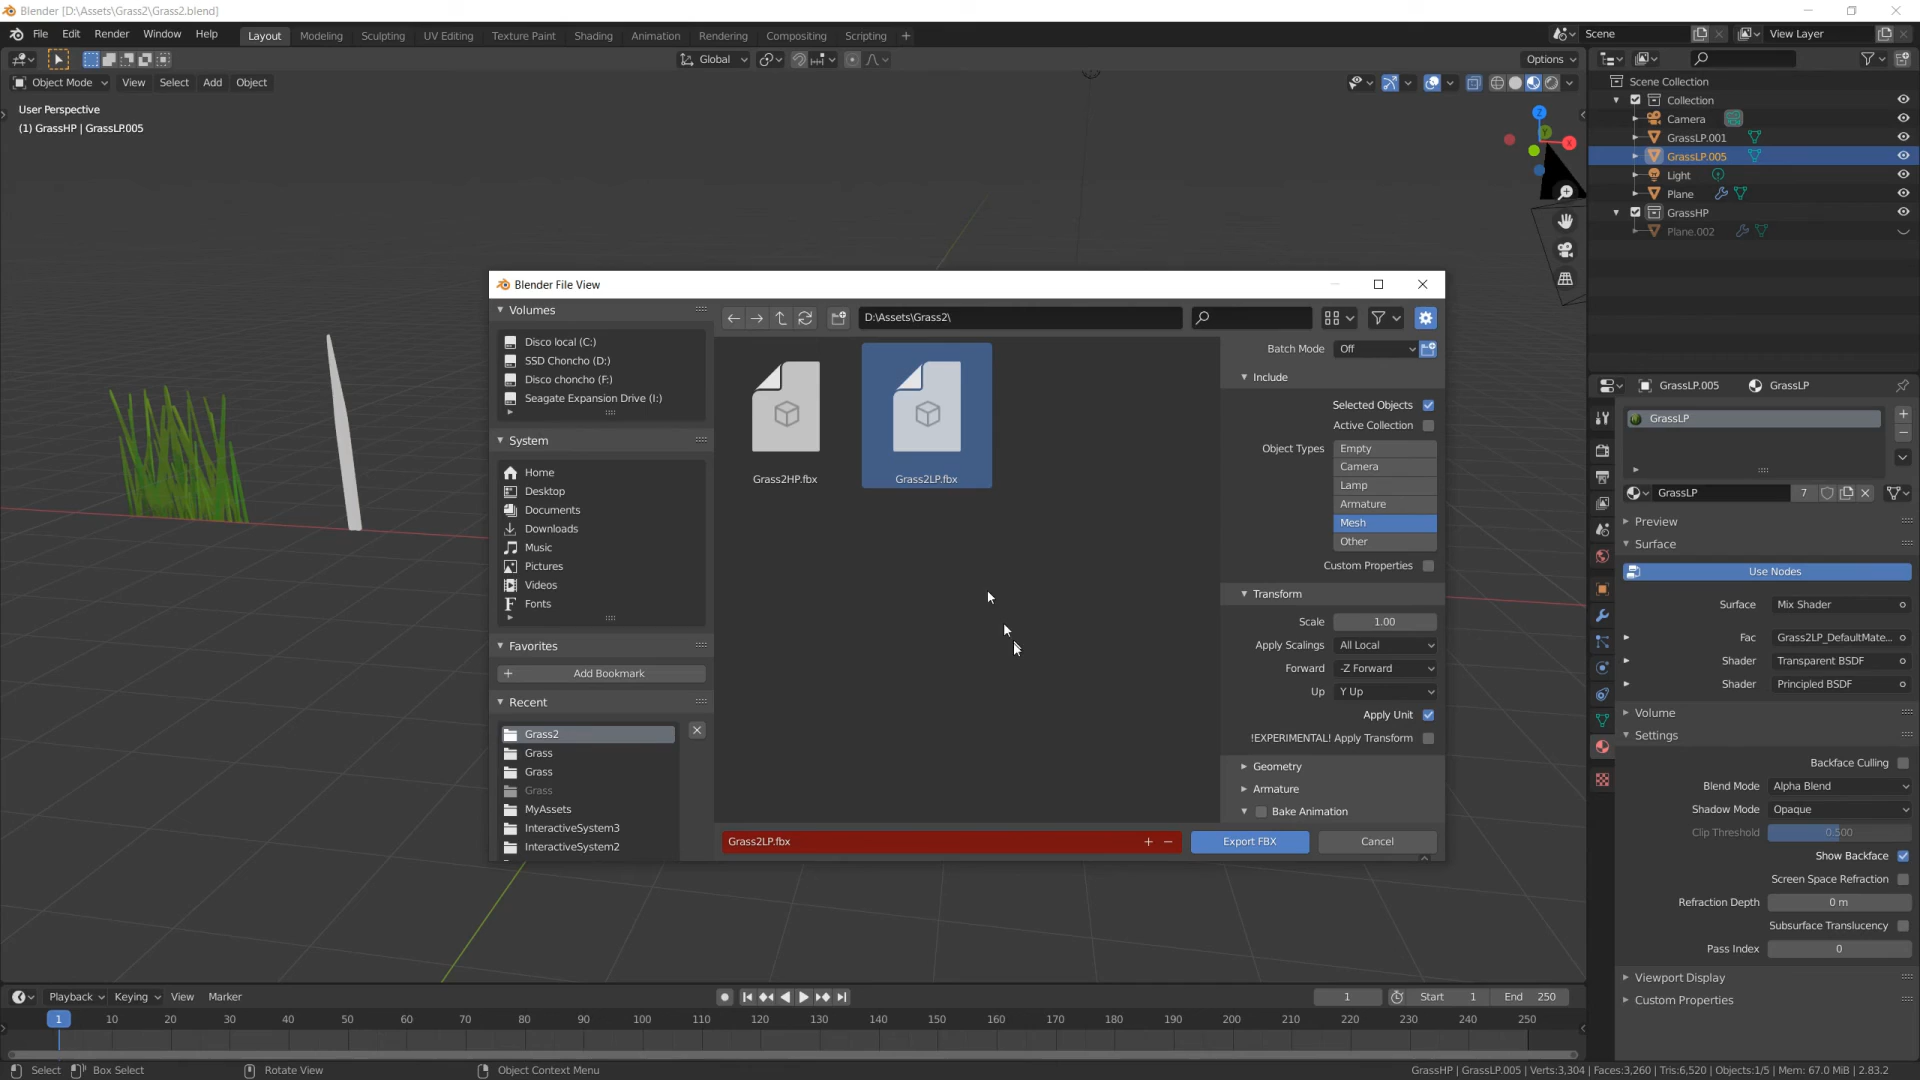 Blender [D:\Assets\Grass2\Grass2.blend]
File Edit Render Window Help
Layout Modeling Sculpting UV Editing Texture Paint Shading Animation Rendering Compositing Scripting +
Scene
View Layer
Global
Options
Object Mode View Select Add Object
User Perspective
(1) GrassHP | GrassLP.005
Z
Y
X
Scene Collection
Collection
Camera
GrassLP.001
GrassLP.005
Light
Plane
GrassHP
Plane.002
Blender File View
Volumes
Disco local (C:)
SSD Choncho (D:)
Disco choncho (F:)
Seagate Expansion Drive (I:)
System
Home
Desktop
Documents
Downloads
Music
Pictures
Videos
Fonts
Favorites
Add Bookmark
Recent
Grass2
Grass
Grass
Grass
MyAssets
InteractiveSystem3
InteractiveSystem2
D:\Assets\Grass2\
Grass2HP.fbx
Grass2LP.fbx
Batch Mode Off
Include
Selected Objects
Active Collection
Object Types Empty
Camera
Lamp
Armature
Mesh
Other
Custom Properties
Transform
Scale 1.00
Apply Scalings All Local
Forward -Z Forward
Up Y Up
Apply Unit
!EXPERIMENTAL! Apply Transform
Geometry
Armature
Bake Animation
Grass2LP.fbx
Export FBX Cancel
GrassLP.005 GrassLP
GrassLP
GrassLP 7
Preview
Surface
Use Nodes
Surface Mix Shader
Fac Grass2LP_DefaultMate...
Shader Transparent BSDF
Shader Principled BSDF
Volume
Settings
Backface Culling
Blend Mode Alpha Blend
Shadow Mode Opaque
Clip Threshold 0.500
Show Backface
Screen Space Refraction
Refraction Depth 0 m
Subsurface Translucency
Pass Index 0
Viewport Display
Custom Properties
Playback Keying View Marker
1 Start 1 End 250
1 10 20 30 40 50 60 70 80 90 100 110 120 130 140 150 160 170 180 190 200 210 220 230 240 250
Select Box Select Rotate View Object Context Menu
GrassHP | GrassLP.005 | Verts:3,304 | Faces:3,260 | Tris:6,520 | Objects:1/5 | Mem: 67.0 MiB | 2.83.2